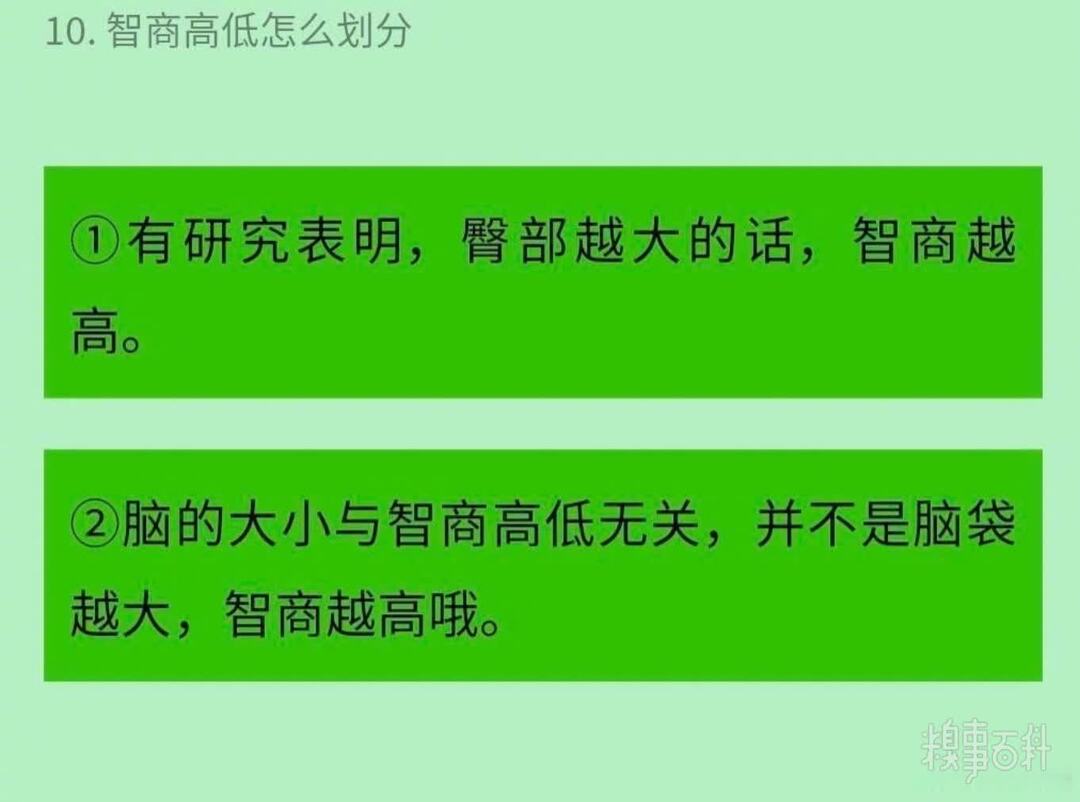 10. 智商高低怎么划分
①有研究表明，臀部越大的话，智商越
高。
②脑的大小与智商高低无关，并不是脑袋
越大，智商越高哦。
糗事百科